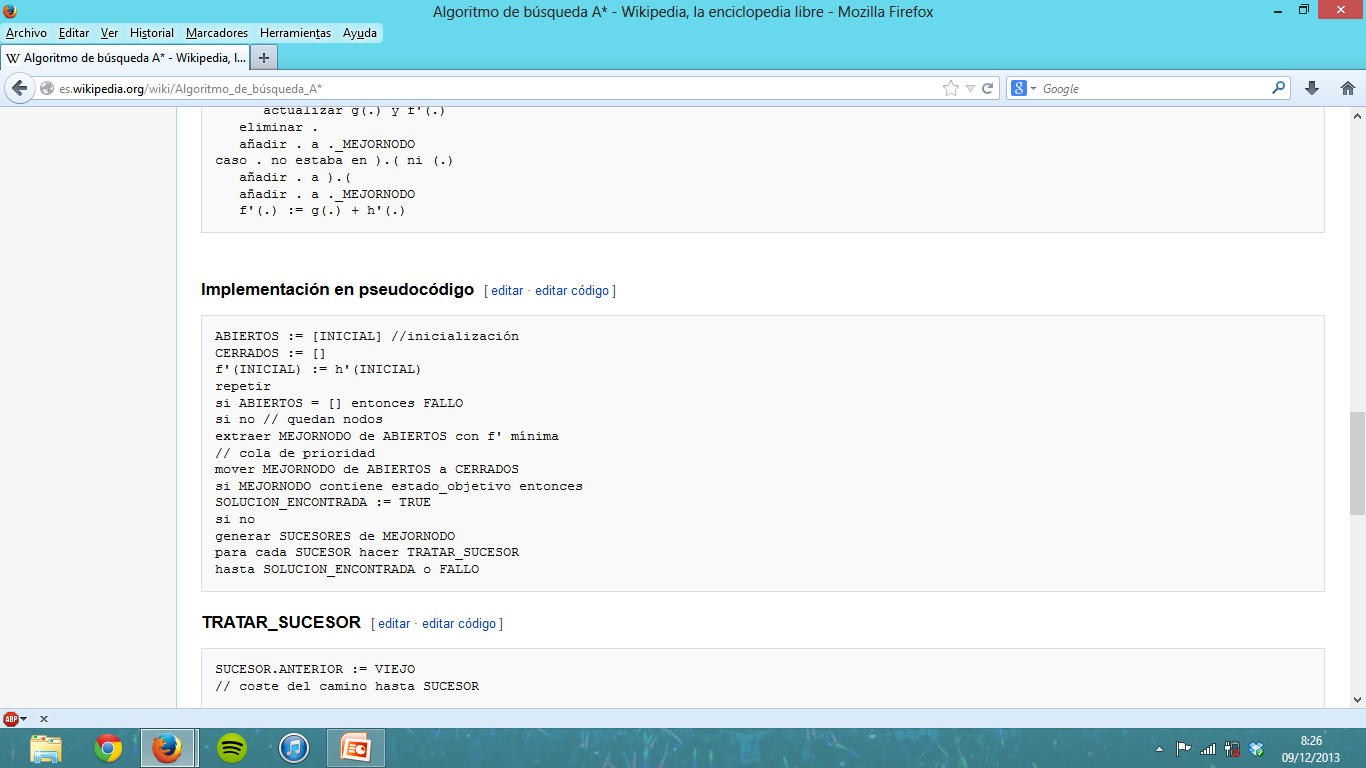 Algoritmo de búsqueda A* - Wikipedia, la enciclopedia libre - Mozilla Firefox
Archivo Editar Ver Historial Marcadores Herramientas Ayuda
W Algoritmo de búsqueda A* - Wikipedia, l...
es.wikipedia.org/wiki/Algoritmo_de_búsqueda_A*
8 Google
actualizar g(.) y f'(.)
eliminar .
añadir . a ._MEJORNODO
caso . no estaba en ).( ni (.)
añadir . a ).(
añadir . a ._MEJORNODO
f'(.) := g(.) + h'(.)
Implementación en pseudocódigo [ editar · editar código ]
ABIERTOS := [INICIAL] //inicialización
CERRADOS := []
f'(INICIAL) := h'(INICIAL)
repetir
si ABIERTOS = [] entonces FALLO
si no // quedan nodos
extraer MEJORNODO de ABIERTOS con f' mínima
// cola de prioridad
mover MEJORNODO de ABIERTOS a CERRADOS
si MEJORNODO contiene estado_objetivo entonces
SOLUCION_ENCONTRADA := TRUE
si no
generar SUCESORES de MEJORNODO
para cada SUCESOR hacer TRATAR_SUCESOR
hasta SOLUCION_ENCONTRADA o FALLO
TRATAR_SUCESOR [ editar · editar código ]
SUCESOR.ANTERIOR := VIEJO
// coste del camino hasta SUCESOR
ABP
8:26
09/12/2013